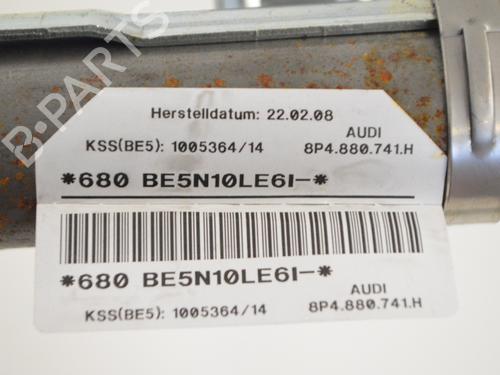 Herstelldatum: 22.02.08
AUDI
KSS(BE5): 1005364/14 8P4.880.741.H
*680 BE5N10LE6I-*
*680 BE5N10LE6I-*
AUDI
KSS(BE5): 1005364/14 8P4.880.741.H
B-PARTS